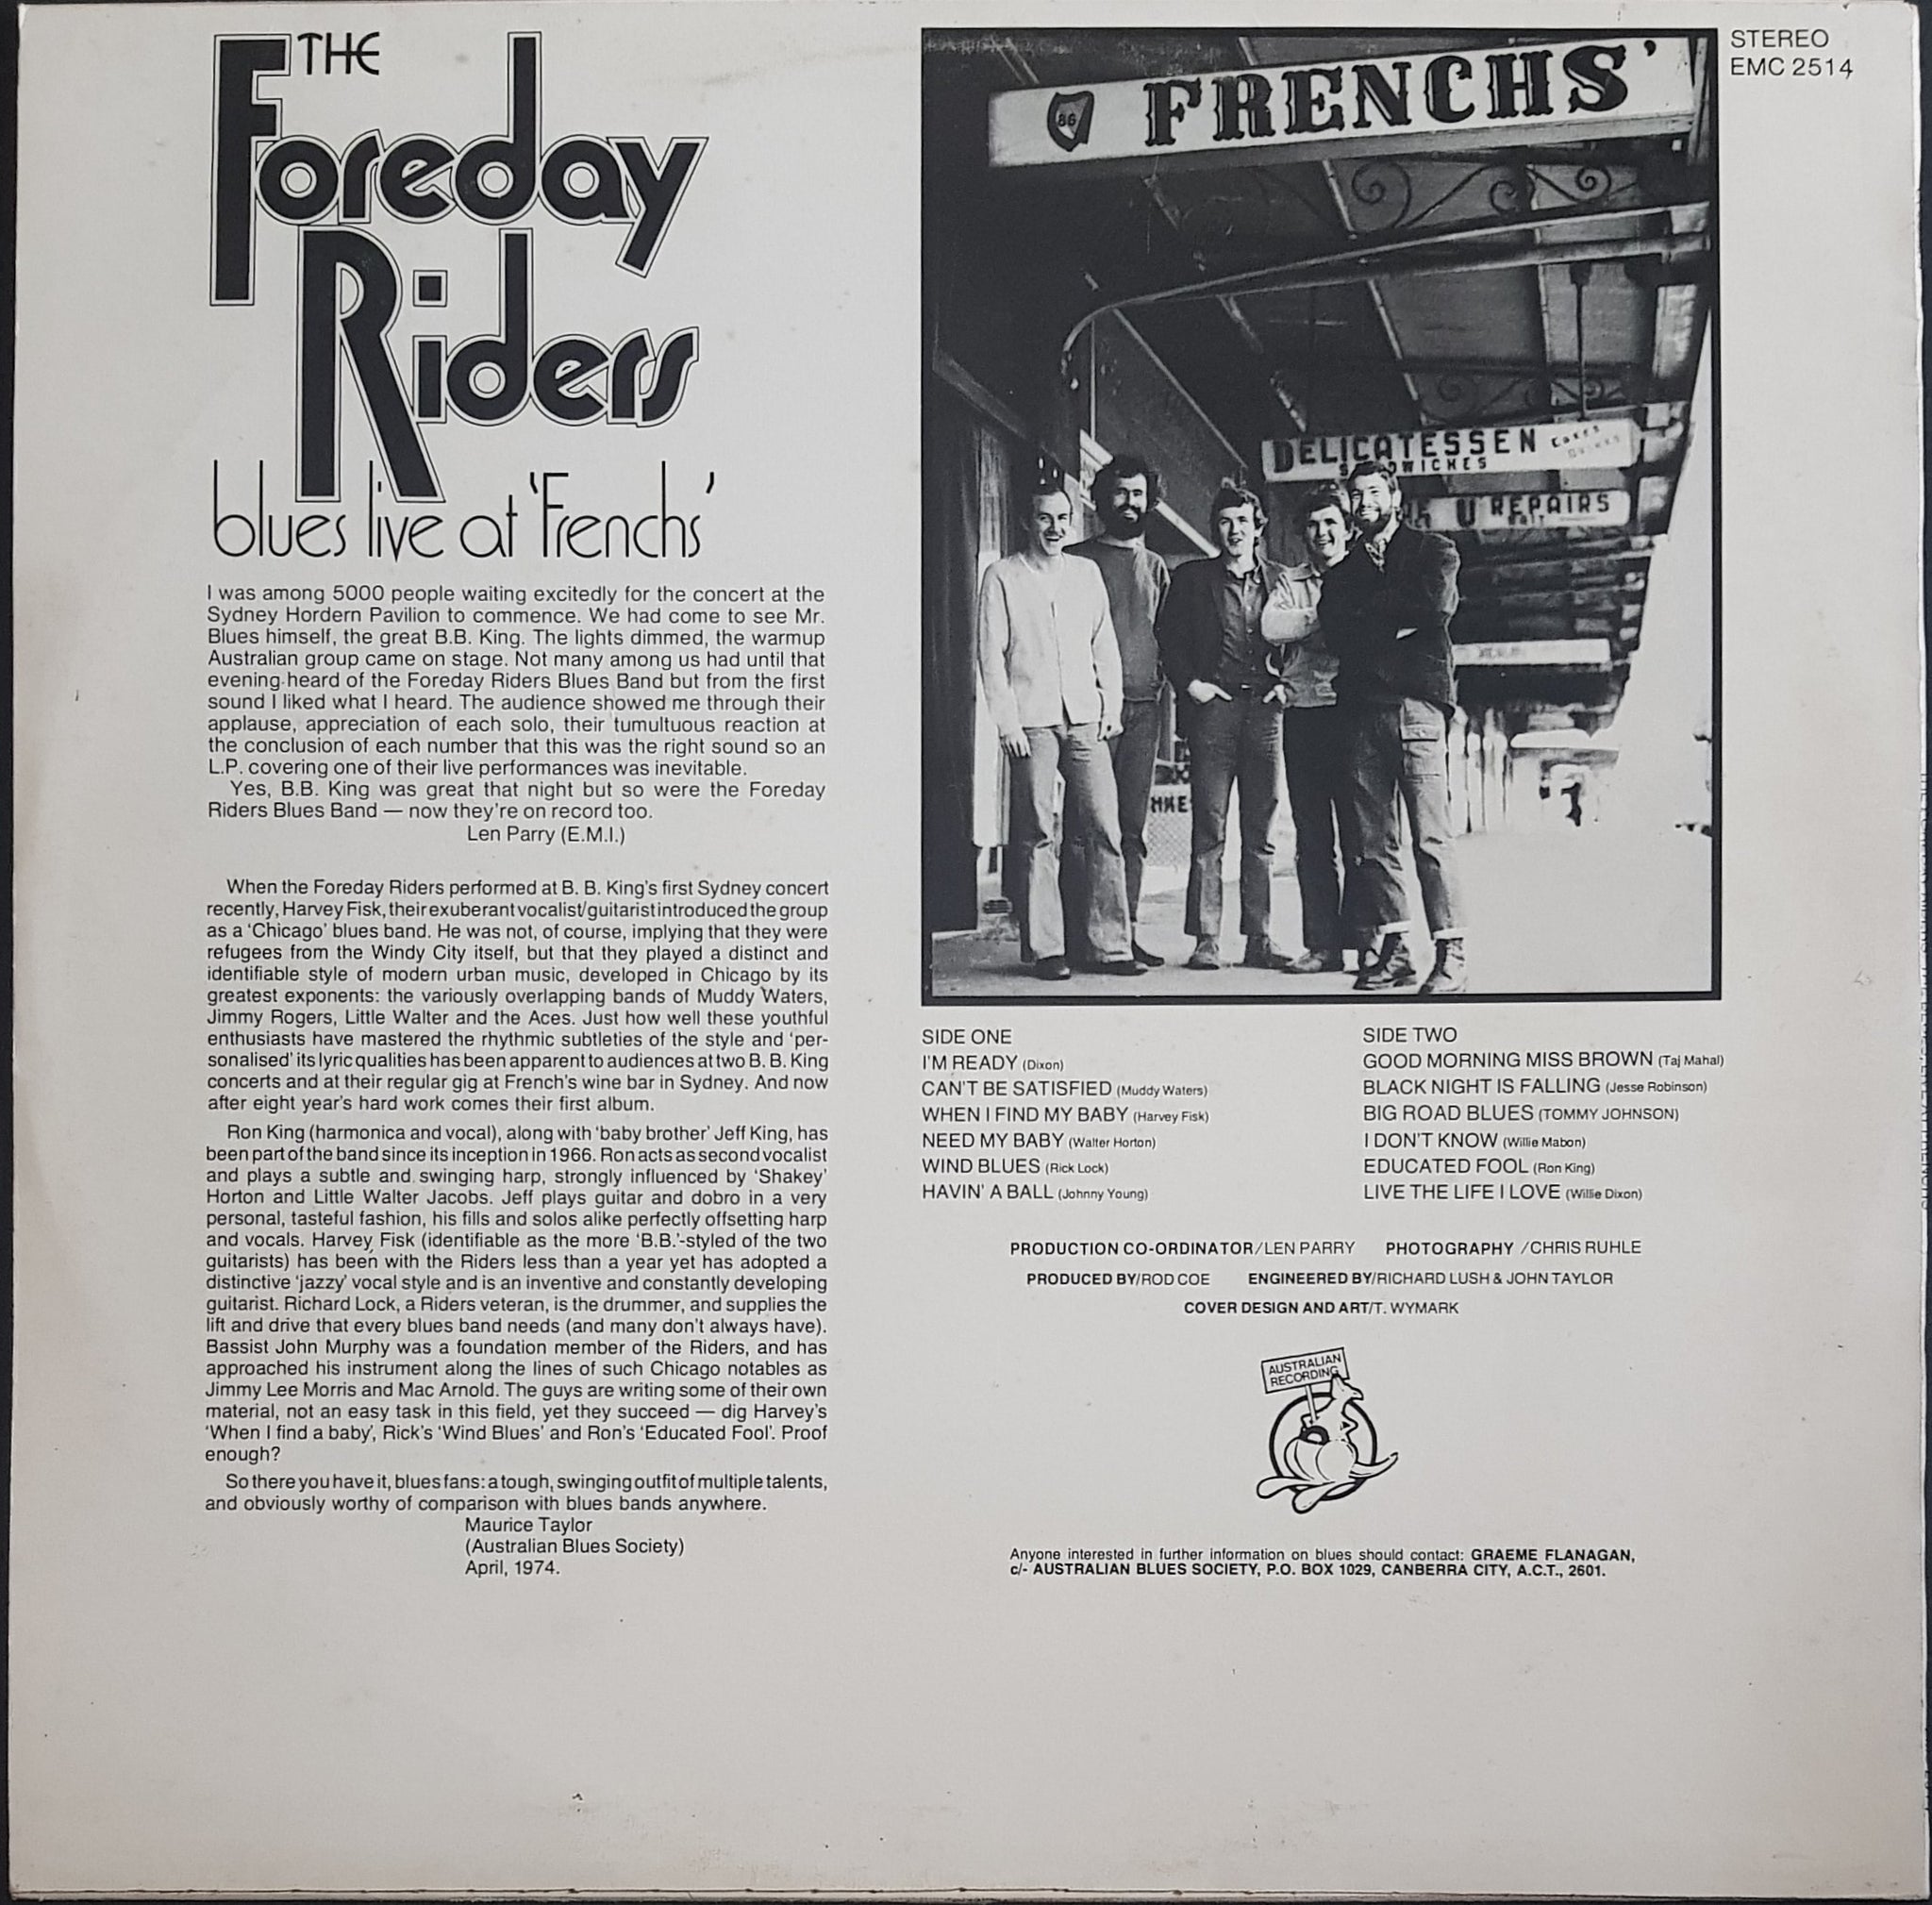 THE
Foreday
Riders
blues live at 'Frenchs'
I was among 5000 people waiting excitedly for the concert at the
Sydney Hordern Pavilion to commence. We had come to see Mr.
Blues himself, the great B.B. King. The lights dimmed, the warmup
Australian group came on stage. Not many among us had until that
evening heard of the Foreday Riders Blues Band but from the first
sound I liked what I heard. The audience showed me through their
applause, appreciation of each solo, their tumultuous reaction at
the conclusion of each number that this was the right sound so an
L.P. covering one of their live performances was inevitable.
Yes, B.B. King was great that night but so were the Foreday
Riders Blues Band — now they're on record too.
Len Parry (E.M.I.)
When the Foreday Riders performed at B. B. King's first Sydney concert
recently, Harvey Fisk, their exuberant vocalist/guitarist introduced the group
as a 'Chicago' blues band. He was not, of course, implying that they were
refugees from the Windy City itself, but that they played a distinct and
identifiable style of modern urban music, developed in Chicago by its
greatest exponents: the variously overlapping bands of Muddy Waters,
Jimmy Rogers, Little Walter and the Aces. Just how well these youthful
enthusiasts have mastered the rhythmic subtleties of the style and 'per-
sonalised' its lyric qualities has been apparent to audiences at two B. B. King
concerts and at their regular gig at French's wine bar in Sydney. And now
after eight year's hard work comes their first album.
Ron King (harmonica and vocal), along with 'baby brother' Jeff King, has
been part of the band since its inception in 1966. Ron acts as second vocalist
and plays a subtle and swinging harp, strongly influenced by 'Shakey'
Horton and Little Walter Jacobs. Jeff plays guitar and dobro in a very
personal, tasteful fashion, his fills and solos alike perfectly offsetting harp
and vocals. Harvey Fisk (identifiable as the more 'B.B.'-styled of the two
guitarists) has been with the Riders less than a year yet has adopted a
distinctive 'jazzy' vocal style and is an inventive and constantly developing
guitarist. Richard Lock, a Riders veteran, is the drummer, and supplies the
lift and drive that every blues band needs (and many don't always have).
Bassist John Murphy was a foundation member of the Riders, and has
approached his instrument along the lines of such Chicago notables as
Jimmy Lee Morris and Mac Arnold. The guys are writing some of their own
material, not an easy task in this field, yet they succeed — dig Harvey's
'When I find a baby', Rick's 'Wind Blues' and Ron's 'Educated Fool'. Proof
enough?
So there you have it, blues fans: a tough, swinging outfit of multiple talents,
and obviously worthy of comparison with blues bands anywhere.
Maurice Taylor
(Australian Blues Society)
April, 1974.
STEREO
EMC 2514
86 FRENCHS'
DELICATESSEN
REPAIRS
SIDE ONE
I'M READY (Dixon)
CAN'T BE SATISFIED (Muddy Waters)
WHEN I FIND MY BABY (Harvey Fisk)
NEED MY BABY (Walter Horton)
WIND BLUES (Rick Lock)
HAVIN' A BALL (Johnny Young)
SIDE TWO
GOOD MORNING MISS BROWN (Taj Mahal)
BLACK NIGHT IS FALLING (Jesse Robinson)
BIG ROAD BLUES (TOMMY JOHNSON)
I DON'T KNOW (Willie Mabon)
EDUCATED FOOL (Ron King)
LIVE THE LIFE I LOVE (Willie Dixon)
PRODUCTION CO-ORDINATOR/LEN PARRY PHOTOGRAPHY /CHRIS RUHLE
PRODUCED BY/ROD COE ENGINEERED BY/RICHARD LUSH & JOHN TAYLOR
COVER DESIGN AND ART/T. WYMARK
AUSTRALIAN
RECORDING
Anyone interested in further information on blues should contact: GRAEME FLANAGAN,
c/- AUSTRALIAN BLUES SOCIETY, P.O. BOX 1029, CANBERRA CITY, A.C.T., 2601.